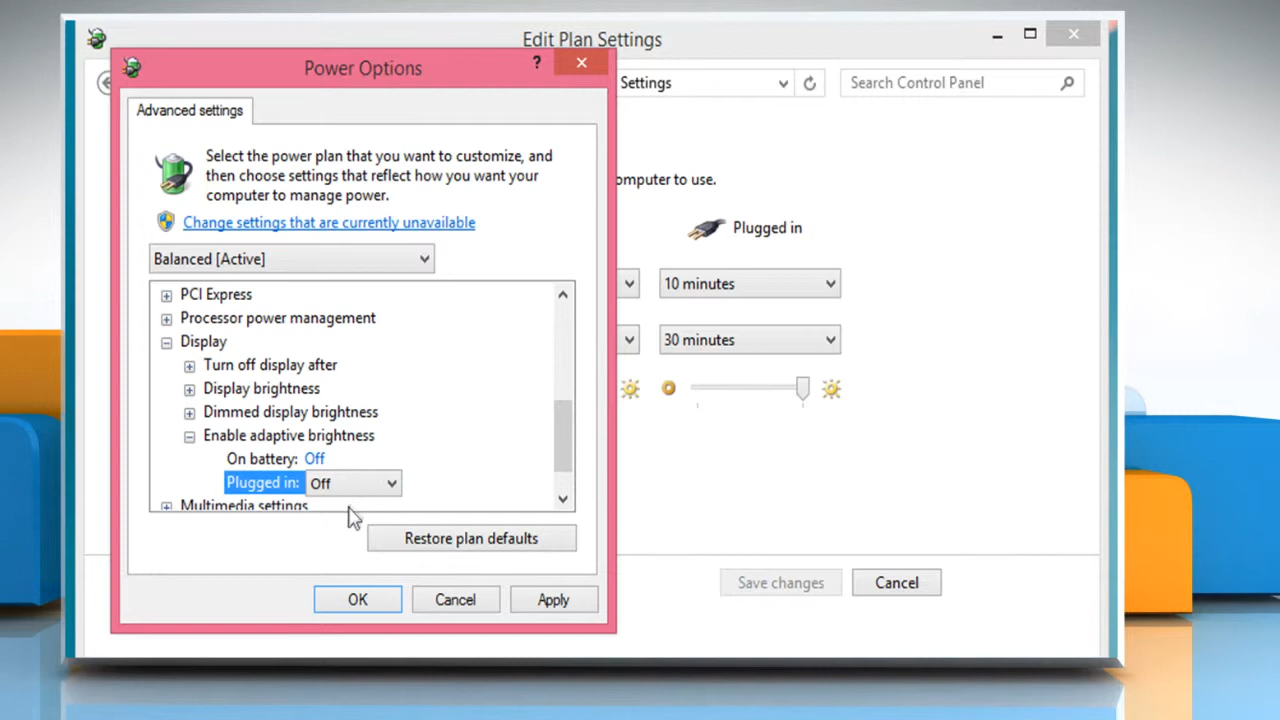 Edit Plan Settings
Power Options
?
Settings
Search Control Panel
Advanced settings
Select the power plan that you want to customize, and
then choose settings that reflect how you want your
computer to manage power.
Change settings that are currently unavailable
omputer to use.
Plugged in
Balanced [Active]
10 minutes
30 minutes
PCI Express
Processor power management
Display
Turn off display after
Display brightness
Dimmed display brightness
Enable adaptive brightness
On battery: Off
Plugged in: Off
Multimedia settings
Restore plan defaults
OK
Cancel
Apply
Save changes
Cancel